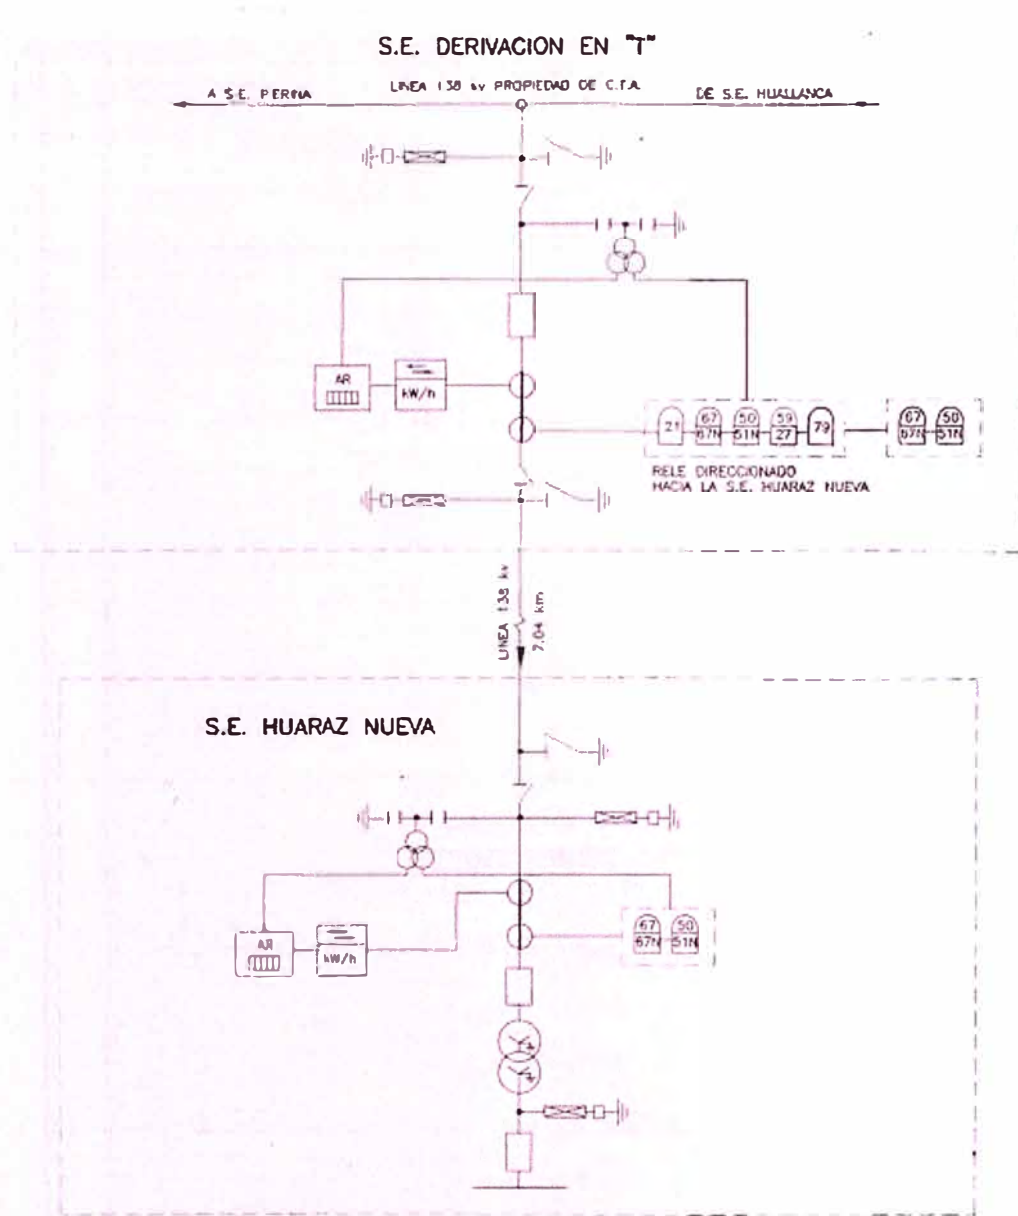 S.E. DERIVACION EN "T"
A S.E. PIERINA
LINEA 138 kv PROPIEDAD DE C.T.A.
DE S.E. HUALLANCA
AR
kW/h
21
67
67N
50
51N
59
27
79
67
67N
50
51N
RELE DIRECCIONADO
HACIA LA S.E. HUARAZ NUEVA
LINEA 138 kv
7.04 km
S.E. HUARAZ NUEVA
AR
kW/h
67
67N
50
51N